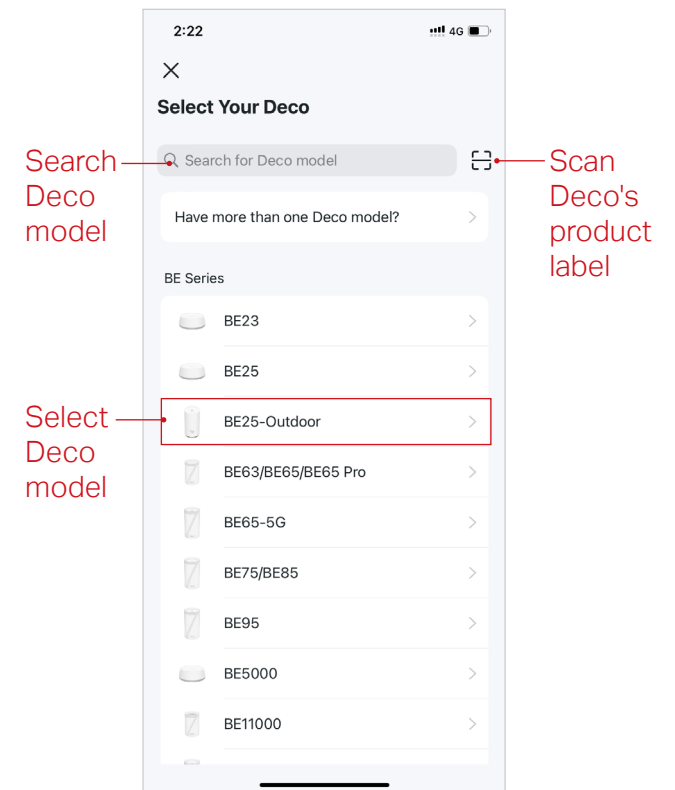 2:22
4G
Select Your Deco
Search for Deco model
Search
Deco
model
Scan
Deco's
product
label
Have more than one Deco model?
BE Series
BE23
BE25
Select
Deco
model
BE25-Outdoor
BE63/BE65/BE65 Pro
BE65-5G
BE75/BE85
BE95
BE5000
BE11000